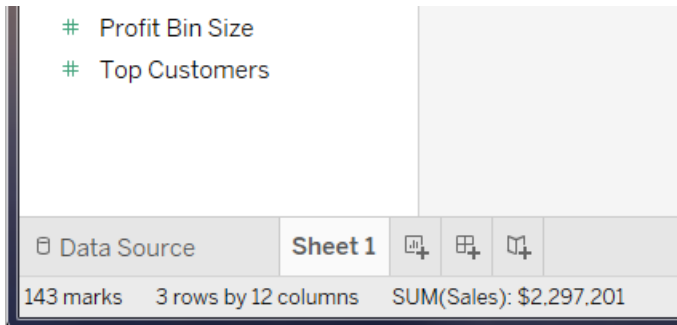 # Profit Bin Size
# Top Customers
Data Source Sheet 1
143 marks 3 rows by 12 columns SUM(Sales): $2,297,201